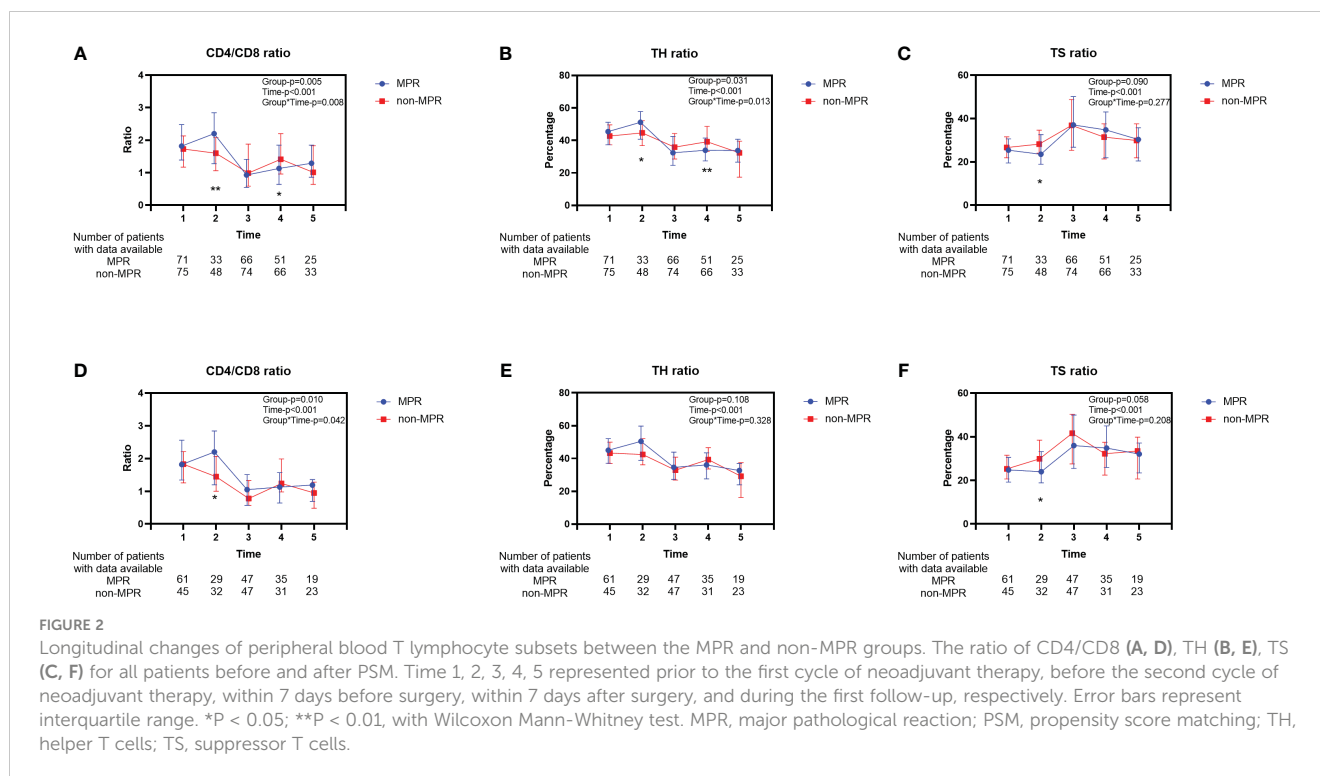 A
CD4/CD8 ratio
Group-p=0.005
Time-p<0.001
Group*Time-p=0.008
MPR
non-MPR
Ratio
4
3
2
1
0
**
*
1 2 3 4 5
Time
Number of patients
with data available
MPR 71 33 66 51 25
non-MPR 75 48 74 66 33
B
TH ratio
Group-p=0.031
Time-p<0.001
Group*Time-p=0.013
MPR
non-MPR
Percentage
80
60
40
20
0
*
**
1 2 3 4 5
Time
Number of patients
with data available
MPR 71 33 66 51 25
non-MPR 75 48 74 66 33
C
TS ratio
Group-p=0.090
Time-p<0.001
Group*Time-p=0.277
MPR
non-MPR
Percentage
60
40
20
0
*
1 2 3 4 5
Time
Number of patients
with data available
MPR 71 33 66 51 25
non-MPR 75 48 74 66 33
D
CD4/CD8 ratio
Group-p=0.010
Time-p<0.001
Group*Time-p=0.042
MPR
non-MPR
Ratio
4
3
2
1
0
*
1 2 3 4 5
Time
Number of patients
with data available
MPR 61 29 47 35 19
non-MPR 45 32 47 31 23
E
TH ratio
Group-p=0.108
Time-p<0.001
Group*Time-p=0.328
MPR
non-MPR
Percentage
80
60
40
20
0
1 2 3 4 5
Time
Number of patients
with data available
MPR 61 29 47 35 19
non-MPR 45 32 47 31 23
F
TS ratio
Group-p=0.058
Time-p<0.001
Group*Time-p=0.208
MPR
non-MPR
Percentage
60
40
20
0
*
1 2 3 4 5
Time
Number of patients
with data available
MPR 61 29 47 35 19
non-MPR 45 32 47 31 23
FIGURE 2
Longitudinal changes of peripheral blood T lymphocyte subsets between the MPR and non-MPR groups. The ratio of CD4/CD8 (A, D), TH (B, E), TS
(C, F) for all patients before and after PSM. Time 1, 2, 3, 4, 5 represented prior to the first cycle of neoadjuvant therapy, before the second cycle of
neoadjuvant therapy, within 7 days before surgery, within 7 days after surgery, and during the first follow-up, respectively. Error bars represent
interquartile range. *P < 0.05; **P < 0.01, with Wilcoxon Mann-Whitney test. MPR, major pathological reaction; PSM, propensity score matching; TH,
helper T cells; TS, suppressor T cells.